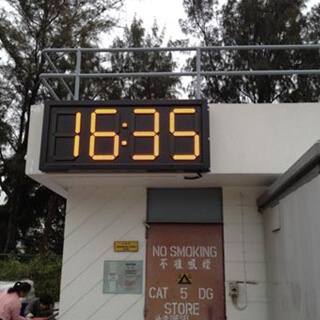 16:35
NO SMOKING
不准吸煙
CAT 5 DG
STORE